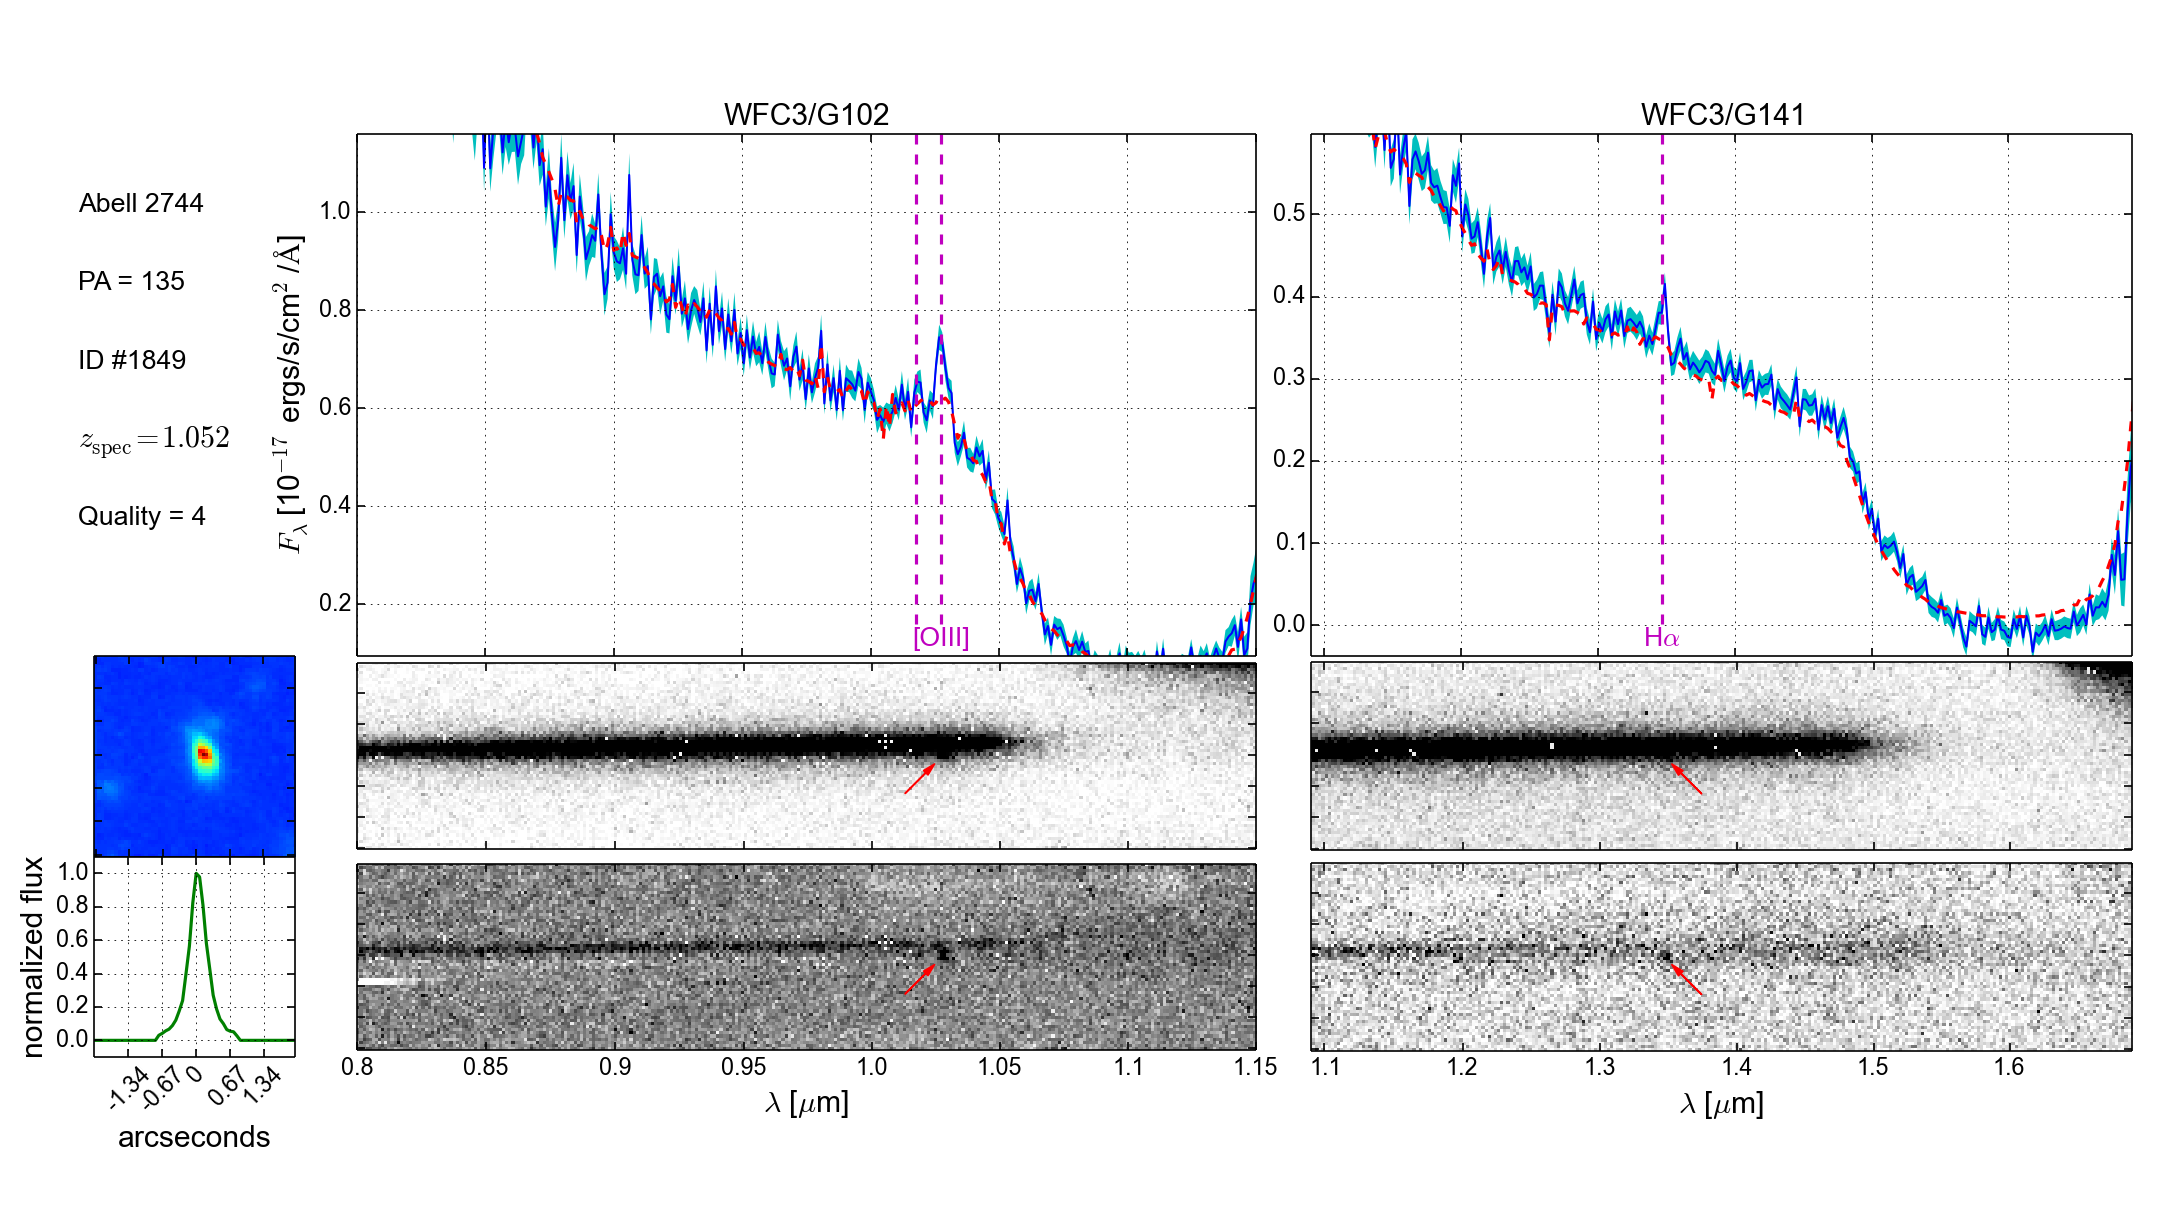 WFC3/G102
WFC3/G141
Abell 2744
PA = 135
ID #1849
z_spec = 1.052
Quality = 4
F_λ [10^−17 ergs/s/cm^2 /Å]
1.0
0.8
0.6
0.4
0.2
[OIII]
0.5
0.4
0.3
0.2
0.1
0.0
Hα
normalized flux
1.0
0.8
0.6
0.4
0.2
0.0
-1.34
-0.67
0
0.67
1.34
arcseconds
0.8
0.85
0.9
0.95
1.0
1.05
1.1
1.15
λ [μm]
1.1
1.2
1.3
1.4
1.5
1.6
λ [μm]